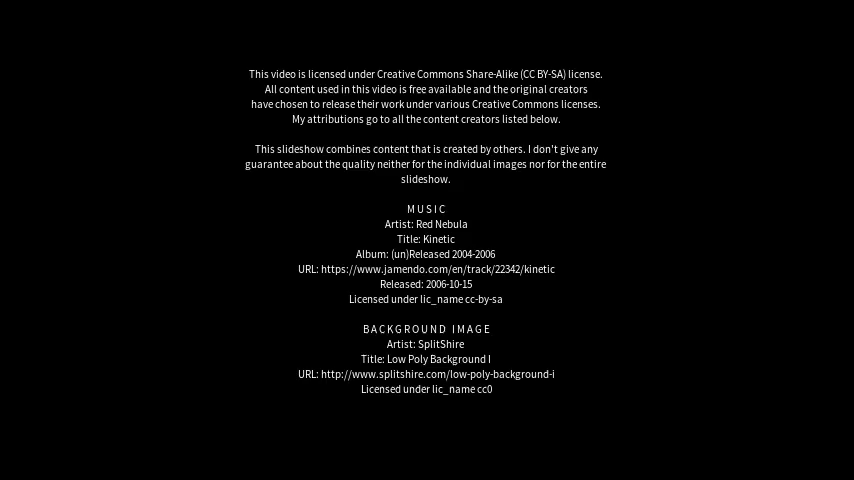 This video is licensed under Creative Commons Share-Alike (CC BY-SA) license.
All content used in this video is free available and the original creators
have chosen to release their work under various Creative Commons licenses.
My attributions go to all the content creators listed below.
This slideshow combines content that is created by others. I don't give any
guarantee about the quality neither for the individual images nor for the entire
slideshow.
MUSIC
Artist: Red Nebula
Title: Kinetic
Album: (un)Released 2004-2006
URL: https://www.jamendo.com/en/track/22342/kinetic
Released: 2006-10-15
Licensed under lic_name cc-by-sa
BACKGROUND IMAGE
Artist: SplitShire
Title: Low Poly Background I
URL: http://www.splitshire.com/low-poly-background-i
Licensed under lic_name cc0